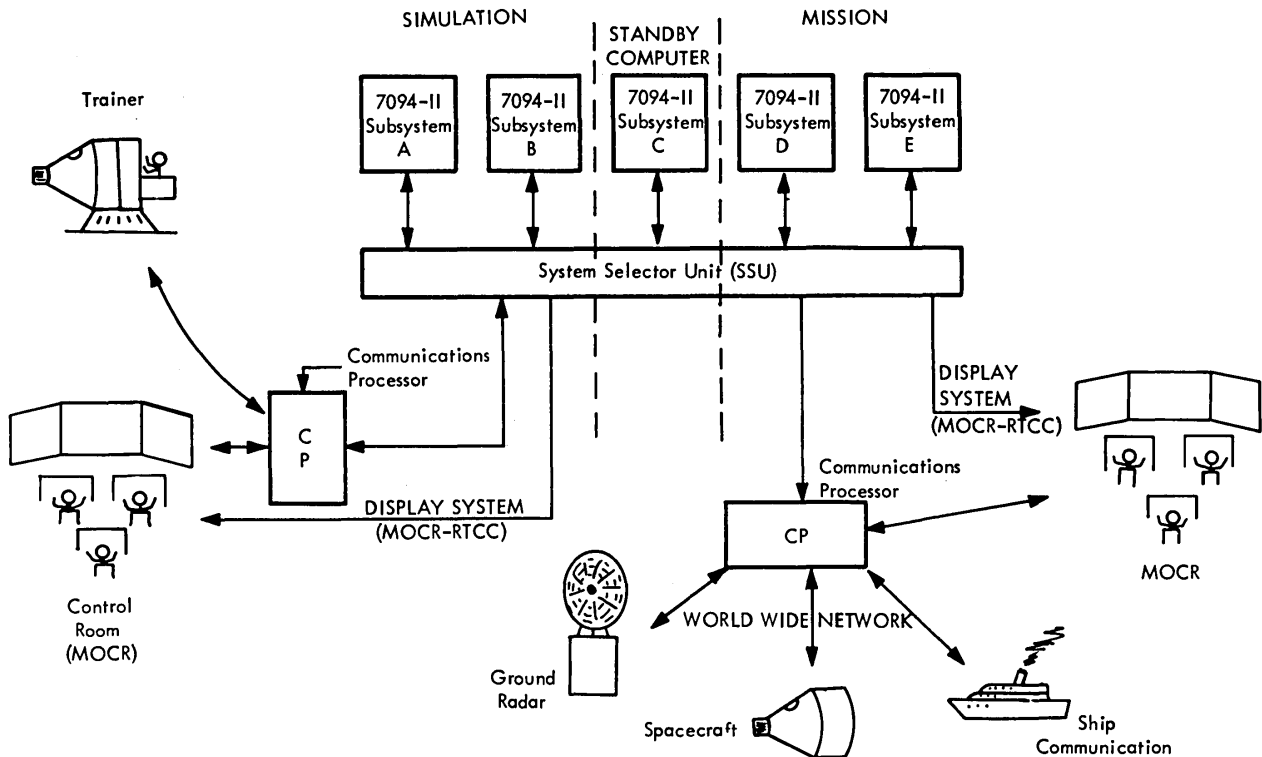 SIMULATION
STANDBY
COMPUTER
MISSION
7094-II
Subsystem
A
7094-II
Subsystem
B
7094-II
Subsystem
C
7094-II
Subsystem
D
7094-II
Subsystem
E
Trainer
System Selector Unit (SSU)
Communications
Processor
C
P
DISPLAY SYSTEM
(MOCR-RTCC)
Control
Room
(MOCR)
DISPLAY
SYSTEM
(MOCR-RTCC)
Communications
Processor
CP
MOCR
WORLD WIDE NETWORK
Ground
Radar
Spacecraft
Ship
Communication